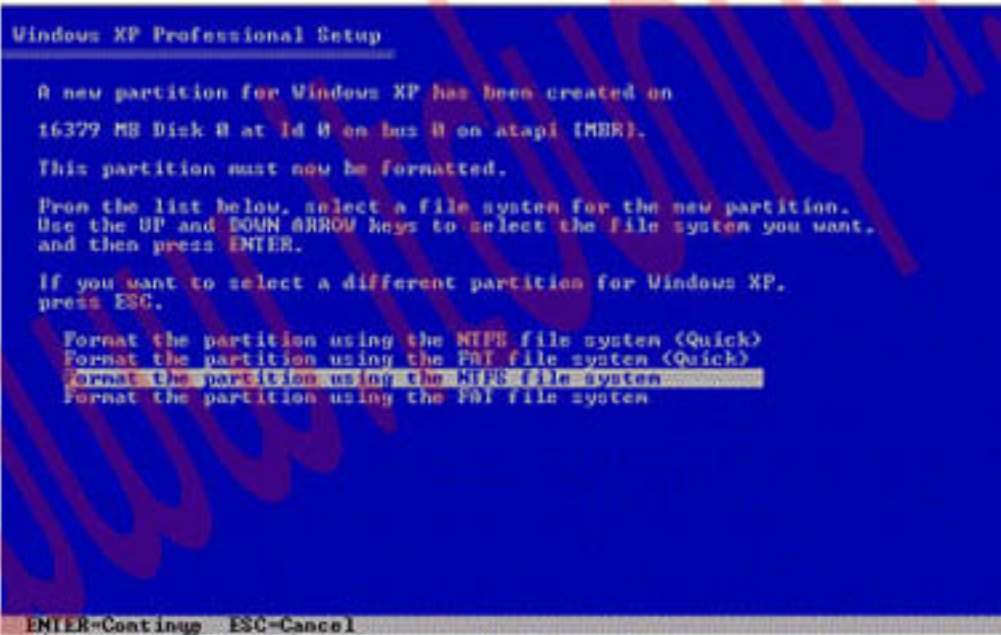 Windows XP Professional Setup
A new partition for Windows XP has been created on
16379 MB Disk 0 at Id 0 on bus 0 on atapi [MBR].
This partition must now be formatted.
From the list below, select a file system for the new partition.
Use the UP and DOWN ARROW keys to select the file system you want,
and then press ENTER.
If you want to select a different partition for Windows XP,
press ESC.
Format the partition using the NTFS file system (Quick)
Format the partition using the FAT file system (Quick)
Format the partition using the NTFS file system
Format the partition using the FAT file system
ENTER=Continue ESC=Cancel